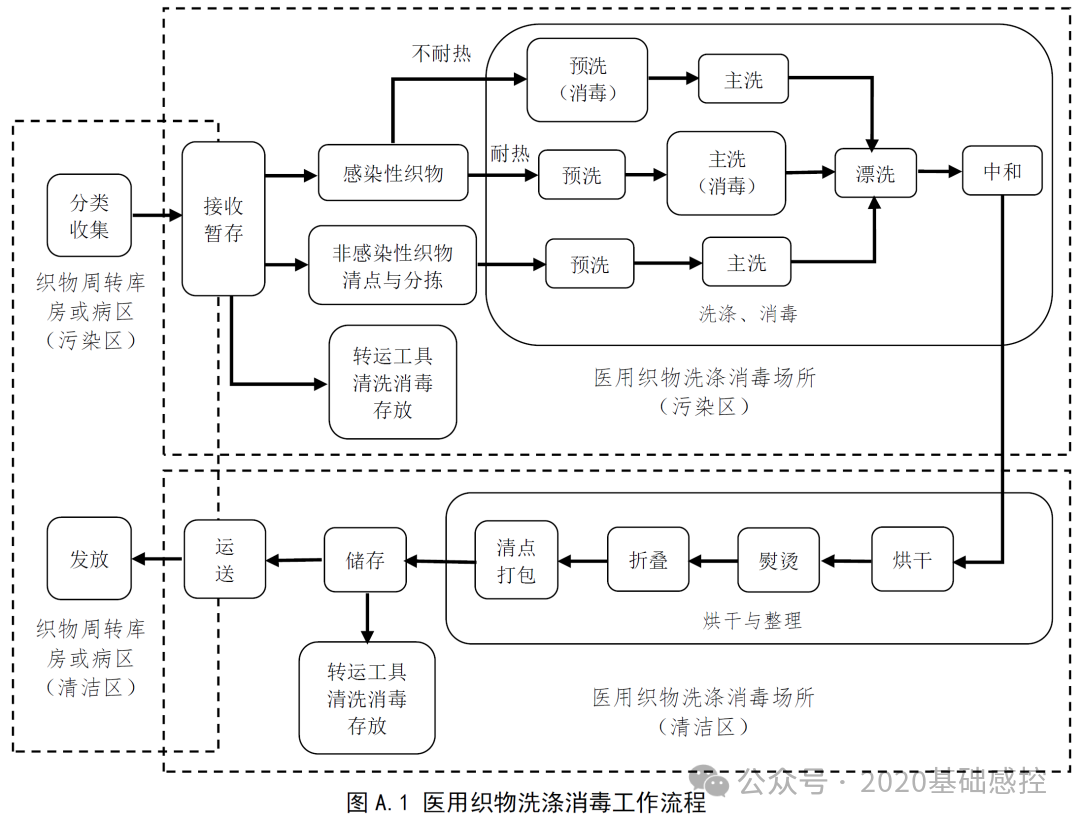 不耐热
预洗
（消毒）
主洗
分类
收集
接收
暂存
感染性织物
耐热
预洗
主洗
（消毒）
漂洗
中和
非感染性织物
清点与分拣
预洗
主洗
洗涤、消毒
织物周转库
房或病区
（污染区）
转运工具
清洗消毒
存放
医用织物洗涤消毒场所
（污染区）
发放
运
送
储存
清点
打包
折叠
熨烫
烘干
烘干与整理
织物周转库
房或病区
（清洁区）
转运工具
清洗消毒
存放
医用织物洗涤消毒场所
（清洁区）
公众号·2020基础感控
图 A.1 医用织物洗涤消毒工作流程